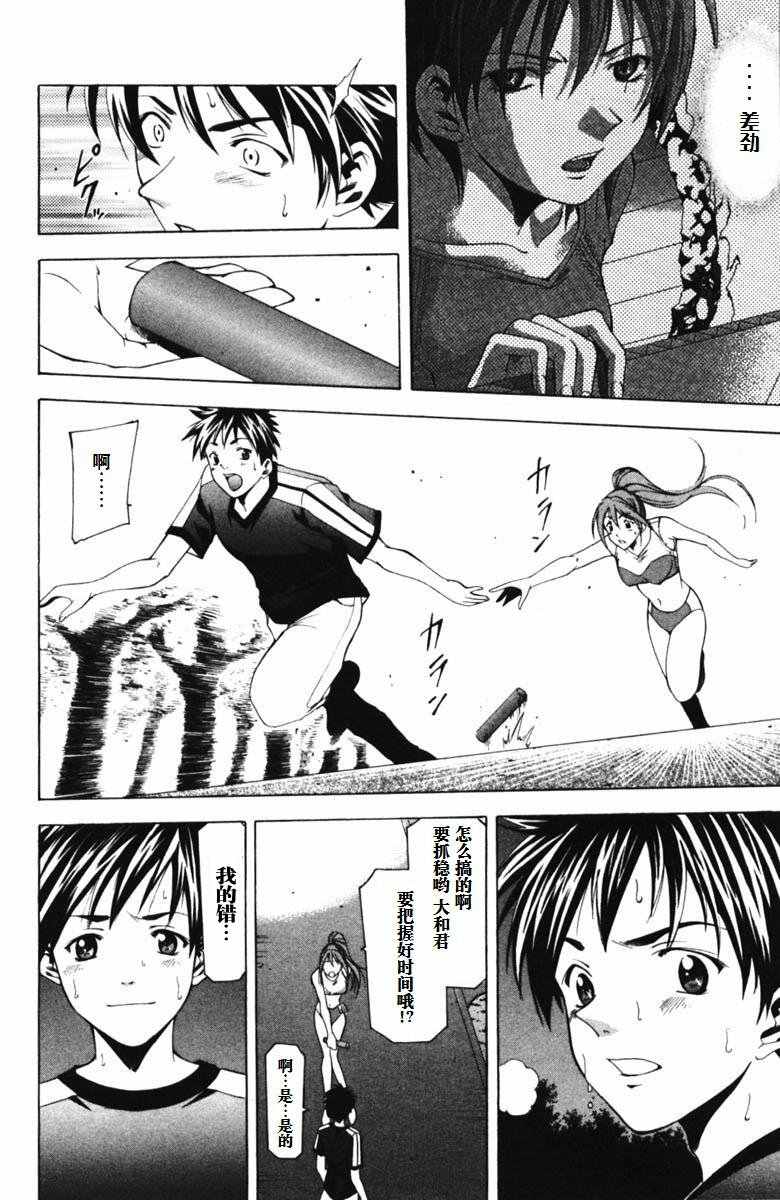 ‥‥差劲
ピクッ
啊‥‥
カラン
カラン
怎么搞的啊
要抓稳哟 大和君
要把握好时间哦!?
啊…是…是的
我的错…